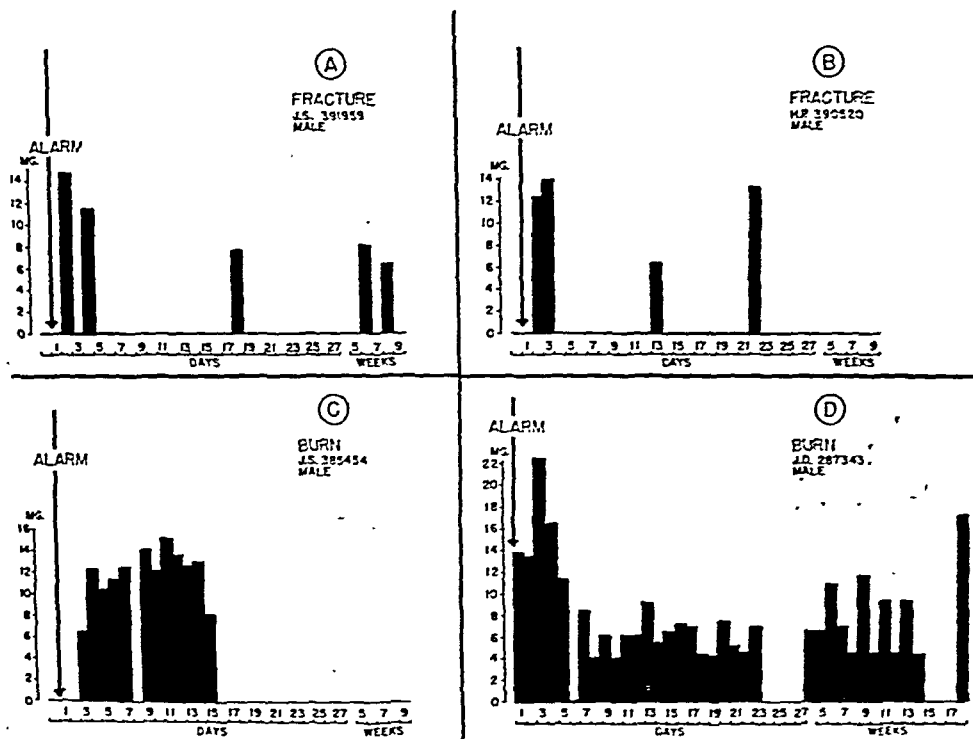 A
FRACTURE
J.S. 391959
MALE
ALARM
MG.
14
12
10
8
6
4
2
0
1 3 5 7 9 11 13 15 17 19 21 23 25 27 5 7 9
DAYS WEEKS
B
FRACTURE
H.P. 390520
MALE
ALARM
MG.
14
12
10
8
6
4
2
0
1 3 5 7 9 11 13 15 17 19 21 23 25 27 5 7 9
DAYS WEEKS
C
BURN
J.S. 385454
MALE
ALARM
MG.
16
14
12
10
8
6
4
2
0
1 3 5 7 9 11 13 15 17 19 21 23 25 27 5 7 9
DAYS WEEKS
D
BURN
J.D. 287343
MALE
ALARM
MG.
22
20
18
16
14
12
10
8
6
4
2
0
1 3 5 7 9 11 13 15 17 19 21 23 25 27 5 7 9 11 13 15 17
DAYS WEEKS